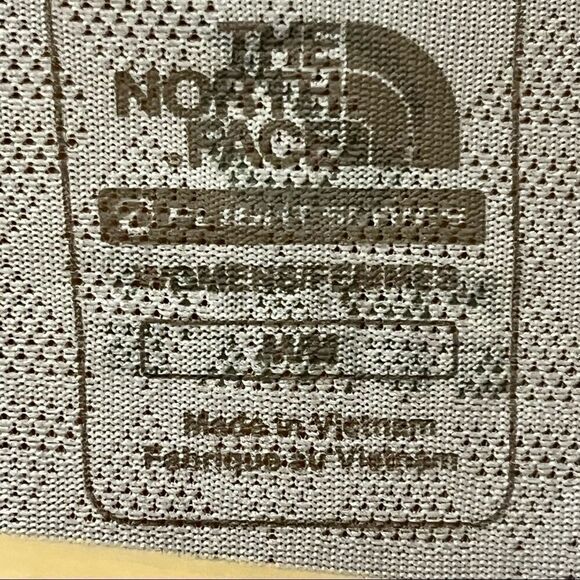 THE
NORTH
FACE®
WOMENS/FEMMES
M/M
Made in Vietnam
Fabriqué au Vietnam